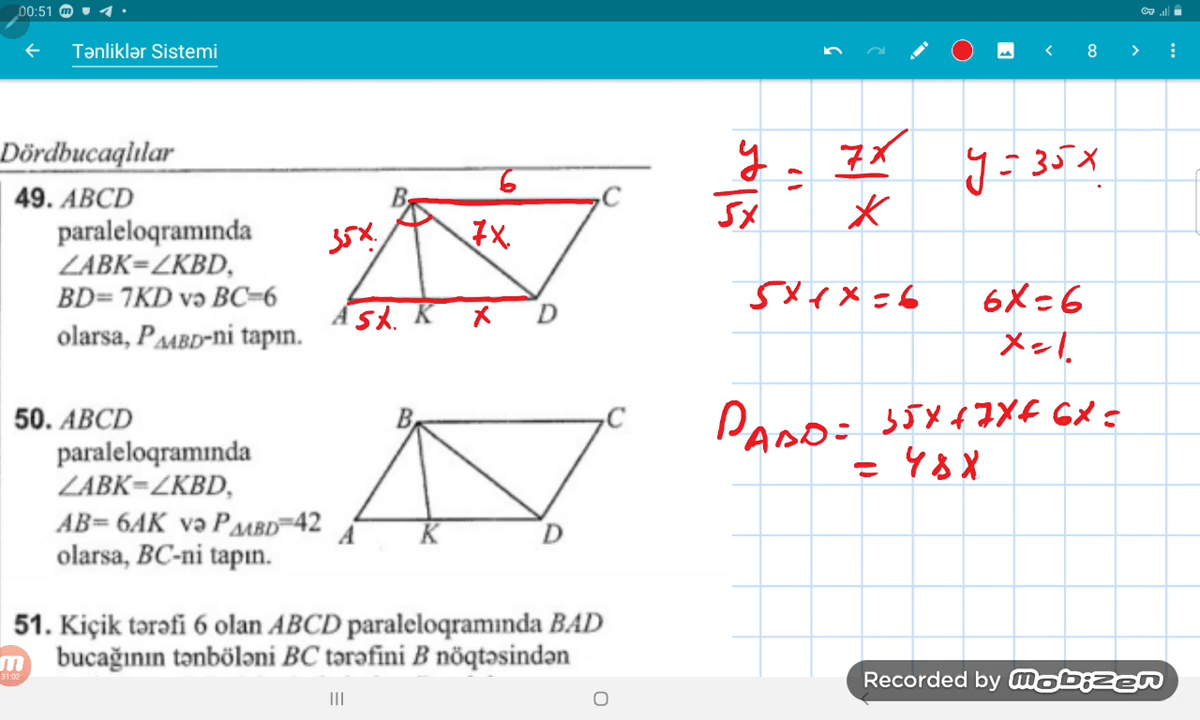 00:51
Tənliklər Sistemi
8
Dördbucaqlılar
49. ABCD
paraleloqramında
∠ABK=∠KBD,
BD= 7KD və BC=6
olarsa, P△ABD-ni tapın.
B 6 C
35x. 7x.
A 5x. K x D
y/5x = 7x/x y = 35x.
5x + x = 6 6x = 6
x = 1.
PABD = 35x + 7x + 6x =
= 48x
50. ABCD
paraleloqramında
∠ABK=∠KBD,
AB= 6AK və P△ABD=42
olarsa, BC-ni tapın.
B C
A K D
51. Kiçik tərəfi 6 olan ABCD paraleloqramında BAD
bucağının tənböləni BC tərəfini B nöqtəsindən
m
31:02
Recorded by mobizen